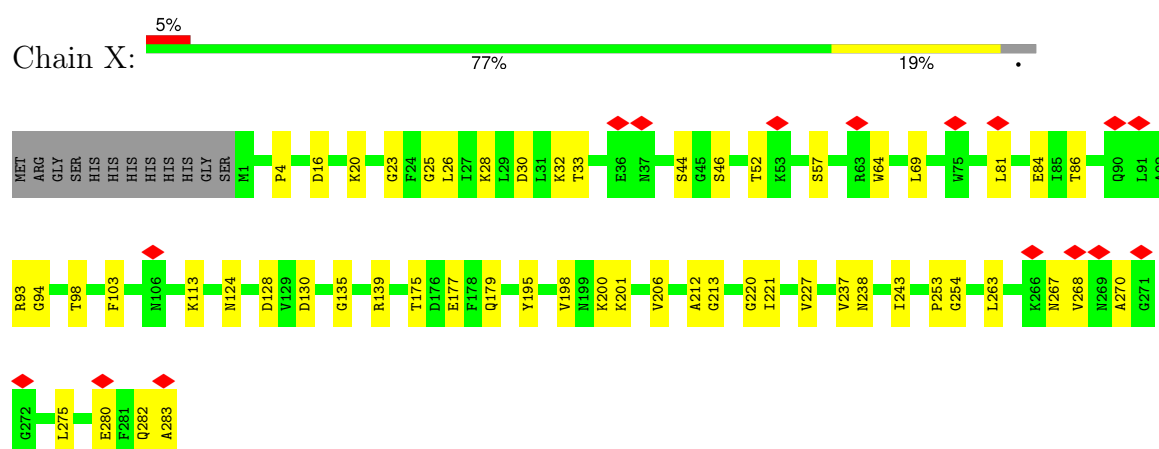 5%
Chain X:
77% 19% •
MET ARG GLY SER HIS HIS HIS HIS HIS HIS GLY SER M1 P4 D16 K20 G23 F24 G25 L26 I27 K28 L29 D30 L31 K32 T33 E36 N37 S44 G45 S46 T52 K53 S57 R63 W64 L69 W75 L81 E84 I85 T86 Q90 L91
R93 G94 T98 F103 N106 K113 N124 D128 V129 D130 G135 R139 T175 D176 E177 F178 Q179 Y195 V198 N199 K200 K201 V206 A212 G213 G220 I221 V227 V237 N238 I243 P253 G254 L263 K266 N267 V268 N269 A270 G271
G272 L275 E280 F281 Q282 A283